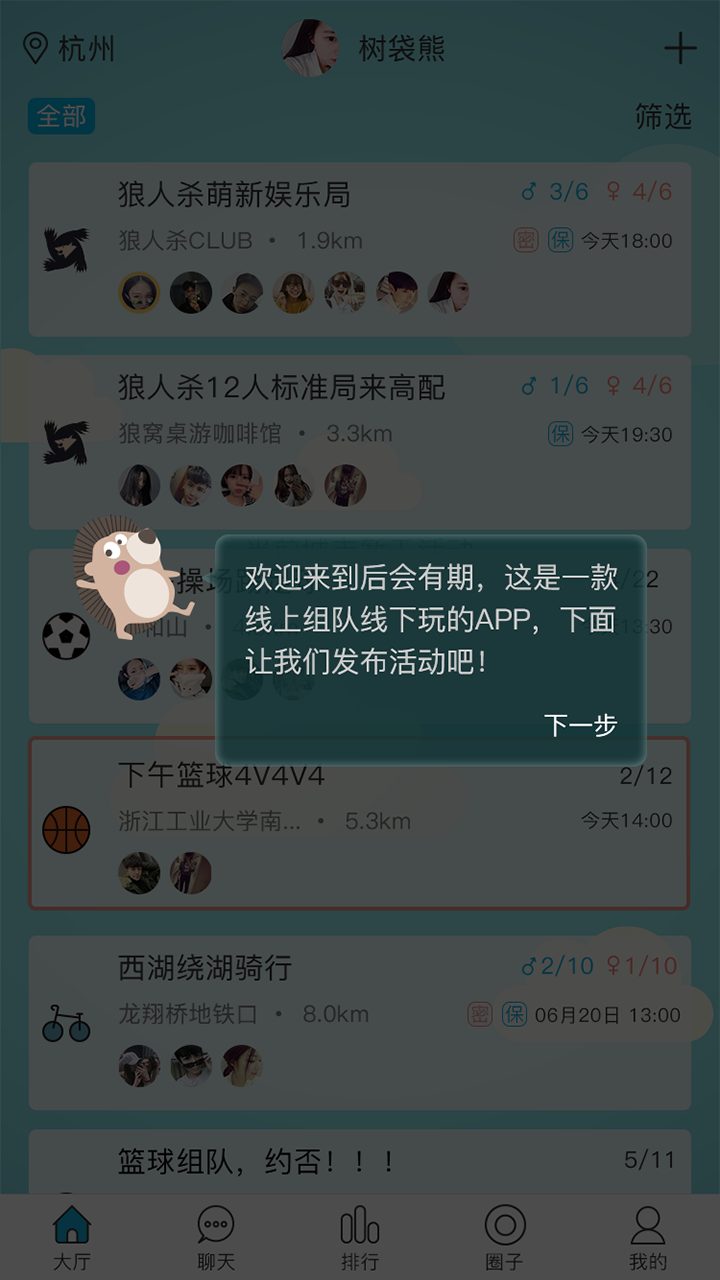 杭州
树袋熊
全部
筛选
狼人杀萌新娱乐局
♂ 3/6 ♀ 4/6
狼人杀CLUB • 1.9km
密 保 今天18:00
狼人杀12人标准局来高配
♂ 1/6 ♀ 4/6
狼窝桌游咖啡馆 • 3.3km
保 今天19:30
操场
/22
阳山 •
3:30
欢迎来到后会有期，这是一款
线上组队线下玩的APP，下面
让我们发布活动吧！
下一步
下午篮球4V4V4
2/12
浙江工业大学南... • 5.3km
今天14:00
西湖绕湖骑行
♂2/10 ♀1/10
龙翔桥地铁口 • 8.0km
密 保 06月20日 13:00
篮球组队，约否！！！
5/11
大厅
聊天
排行
圈子
我的